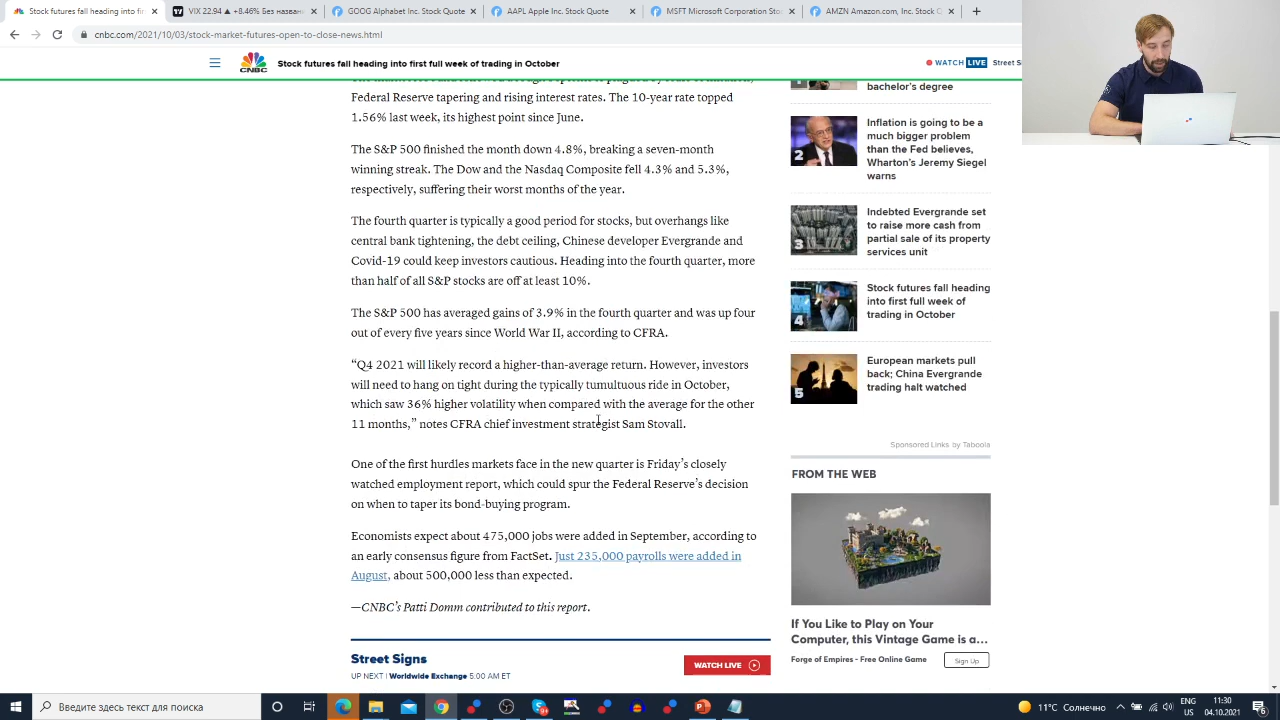 Stock futures fall heading into fir
VIX 22.94 ▲ +8.46% Stocks на
GOOG Alphabet Inc. Stock Quote
AAPL Apple Inc. Stock Quote
MSFT Microsoft Corporation Stoc
AMZN Amazon.com Q
cnbc.com/2021/10/03/stock-market-futures-open-to-close-news.html
CNBC
Stock futures fall heading into first full week of trading in October
WATCH LIVE Street S
Federal Reserve tapering and rising interest rates. The 10-year rate topped
1.56% last week, its highest point since June.
The S&P 500 finished the month down 4.8%, breaking a seven-month
winning streak. The Dow and the Nasdaq Composite fell 4.3% and 5.3%,
respectively, suffering their worst months of the year.
The fourth quarter is typically a good period for stocks, but overhangs like
central bank tightening, the debt ceiling, Chinese developer Evergrande and
Covid-19 could keep investors cautious. Heading into the fourth quarter, more
than half of all S&P stocks are off at least 10%.
The S&P 500 has averaged gains of 3.9% in the fourth quarter and was up four
out of every five years since World War II, according to CFRA.
“Q4 2021 will likely record a higher-than-average return. However, investors
will need to hang on tight during the typically tumultuous ride in October,
which saw 36% higher volatility when compared with the average for the other
11 months,” notes CFRA chief investment strategist Sam Stovall.
One of the first hurdles markets face in the new quarter is Friday’s closely
watched employment report, which could spur the Federal Reserve’s decision
on when to taper its bond-buying program.
Economists expect about 475,000 jobs were added in September, according to
an early consensus figure from FactSet. Just 235,000 payrolls were added in
August, about 500,000 less than expected.
—CNBC’s Patti Domm contributed to this report.
Street Signs
UP NEXT | Worldwide Exchange 5:00 AM ET
WATCH LIVE
1
bachelor's degree
2
Inflation is going to be a
much bigger problem
than the Fed believes,
Wharton's Jeremy Siegel
warns
3
Indebted Evergrande set
to raise more cash from
partial sale of its property
services unit
4
Stock futures fall heading
into first full week of
trading in October
5
European markets pull
back; China Evergrande
trading halt watched
Sponsored Links by Taboola
FROM THE WEB
If You Like to Play on Your
Computer, this Vintage Game is a...
Forge of Empires - Free Online Game
Sign Up
Введите здесь текст для поиска
11°C Солнечно
ENG
US
11:30
04.10.2021